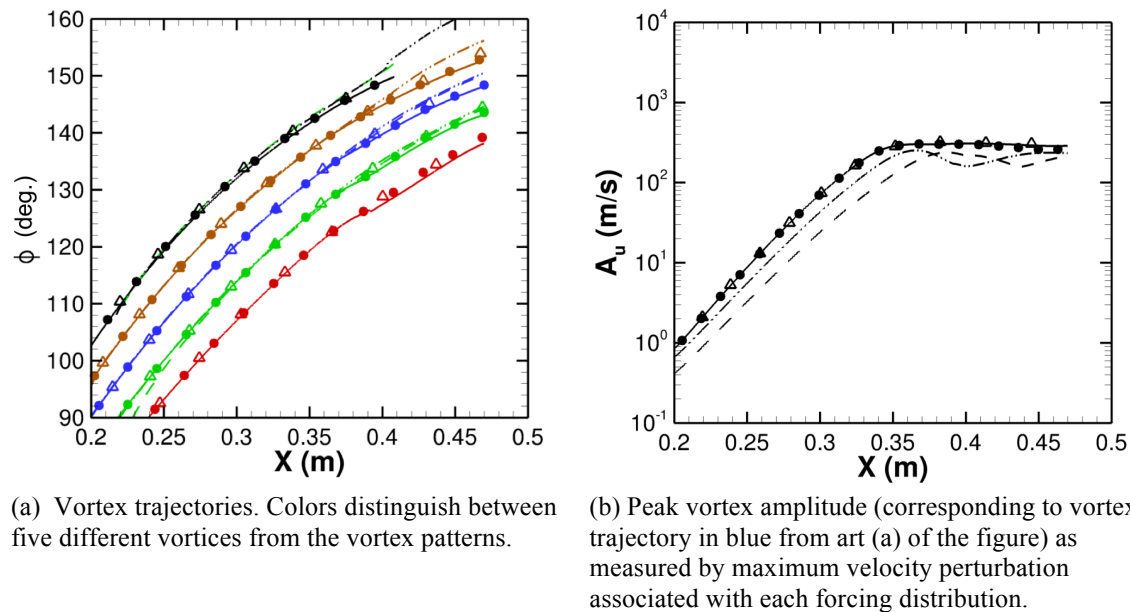 160
150
140
130
120
110
100
90
ϕ (deg.)
0.2 0.25 0.3 0.35 0.4 0.45 0.5
X (m)
10⁴
10³
10²
10¹
10⁰
10⁻¹
Aᵤ (m/s)
0.2 0.25 0.3 0.35 0.4 0.45 0.5
X (m)
(a) Vortex trajectories. Colors distinguish between
five different vortices from the vortex patterns.
(b) Peak vortex amplitude (corresponding to vortex
trajectory in blue from art (a) of the figure) as
measured by maximum velocity perturbation
associated with each forcing distribution.